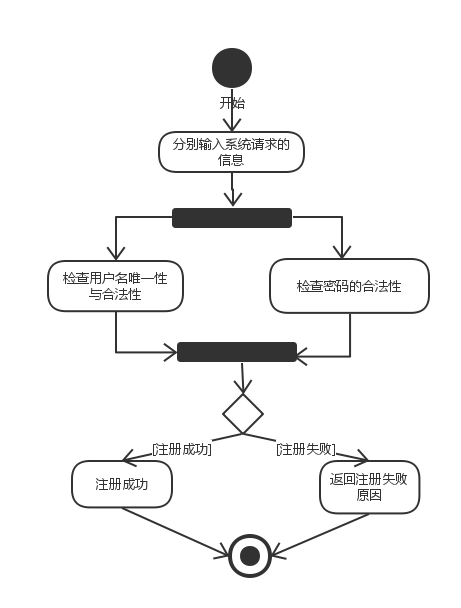 开始
分别输入系统请求的
信息
检查用户名唯一性
与合法性
检查密码的合法性
[注册成功]
[注册失败]
注册成功
返回注册失败
原因